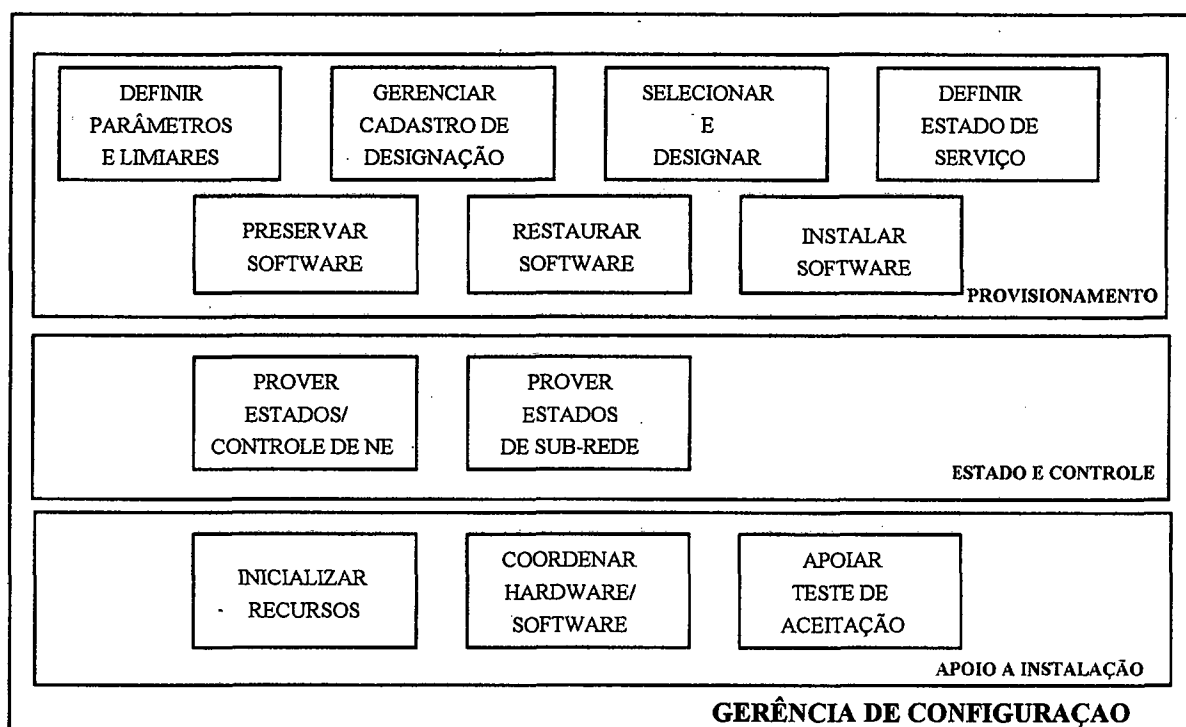 DEFINIR
PARÂMETROS
E LIMIARES
GERENCIAR
CADASTRO DE
DESIGNAÇÃO
SELECIONAR
E
DESIGNAR
DEFINIR
ESTADO DE
SERVIÇO
PRESERVAR
SOFTWARE
RESTAURAR
SOFTWARE
INSTALAR
SOFTWARE
PROVISIONAMENTO
PROVER
ESTADOS/
CONTROLE DE NE
PROVER
ESTADOS
DE SUB-REDE
ESTADO E CONTROLE
INICIALIZAR
RECURSOS
COORDENAR
HARDWARE/
SOFTWARE
APOIAR
TESTE DE
ACEITAÇÃO
APOIO A INSTALAÇÃO
GERÊNCIA DE CONFIGURAÇAO